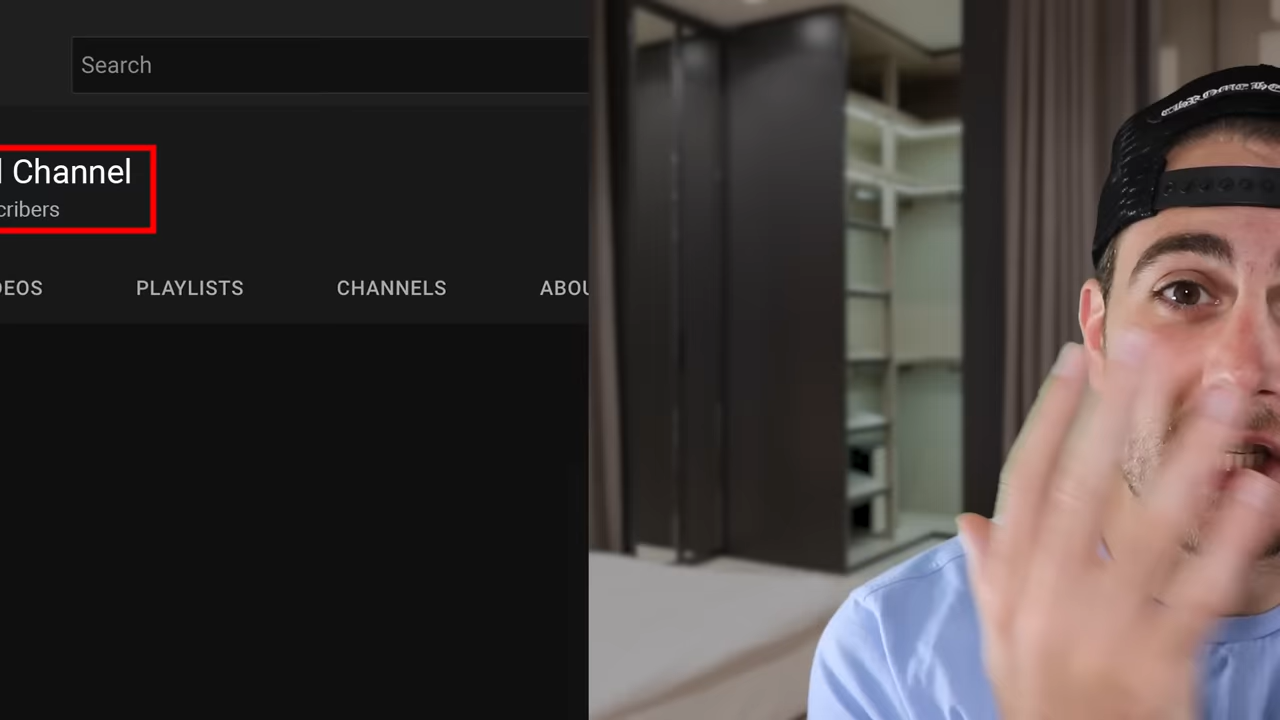 Search
l Channel
cribers
DEOS
PLAYLISTS
CHANNELS
ABOU